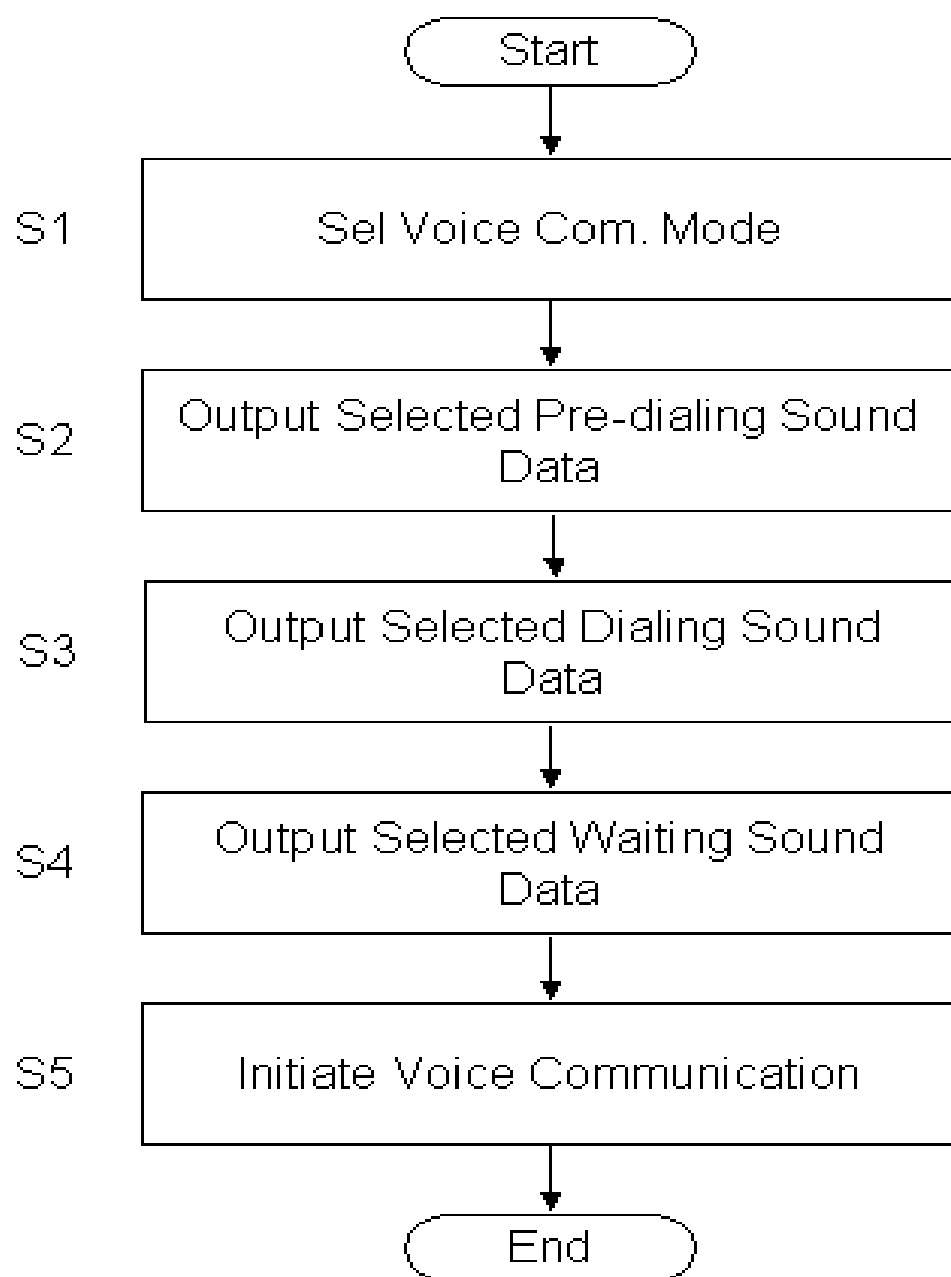 Start
S1
Sel Voice Com. Mode
S2
Output Selected Pre-dialing Sound
Data
S3
Output Selected Dialing Sound
Data
S4
Output Selected Waiting Sound
Data
S5
Initiate Voice Communication
End